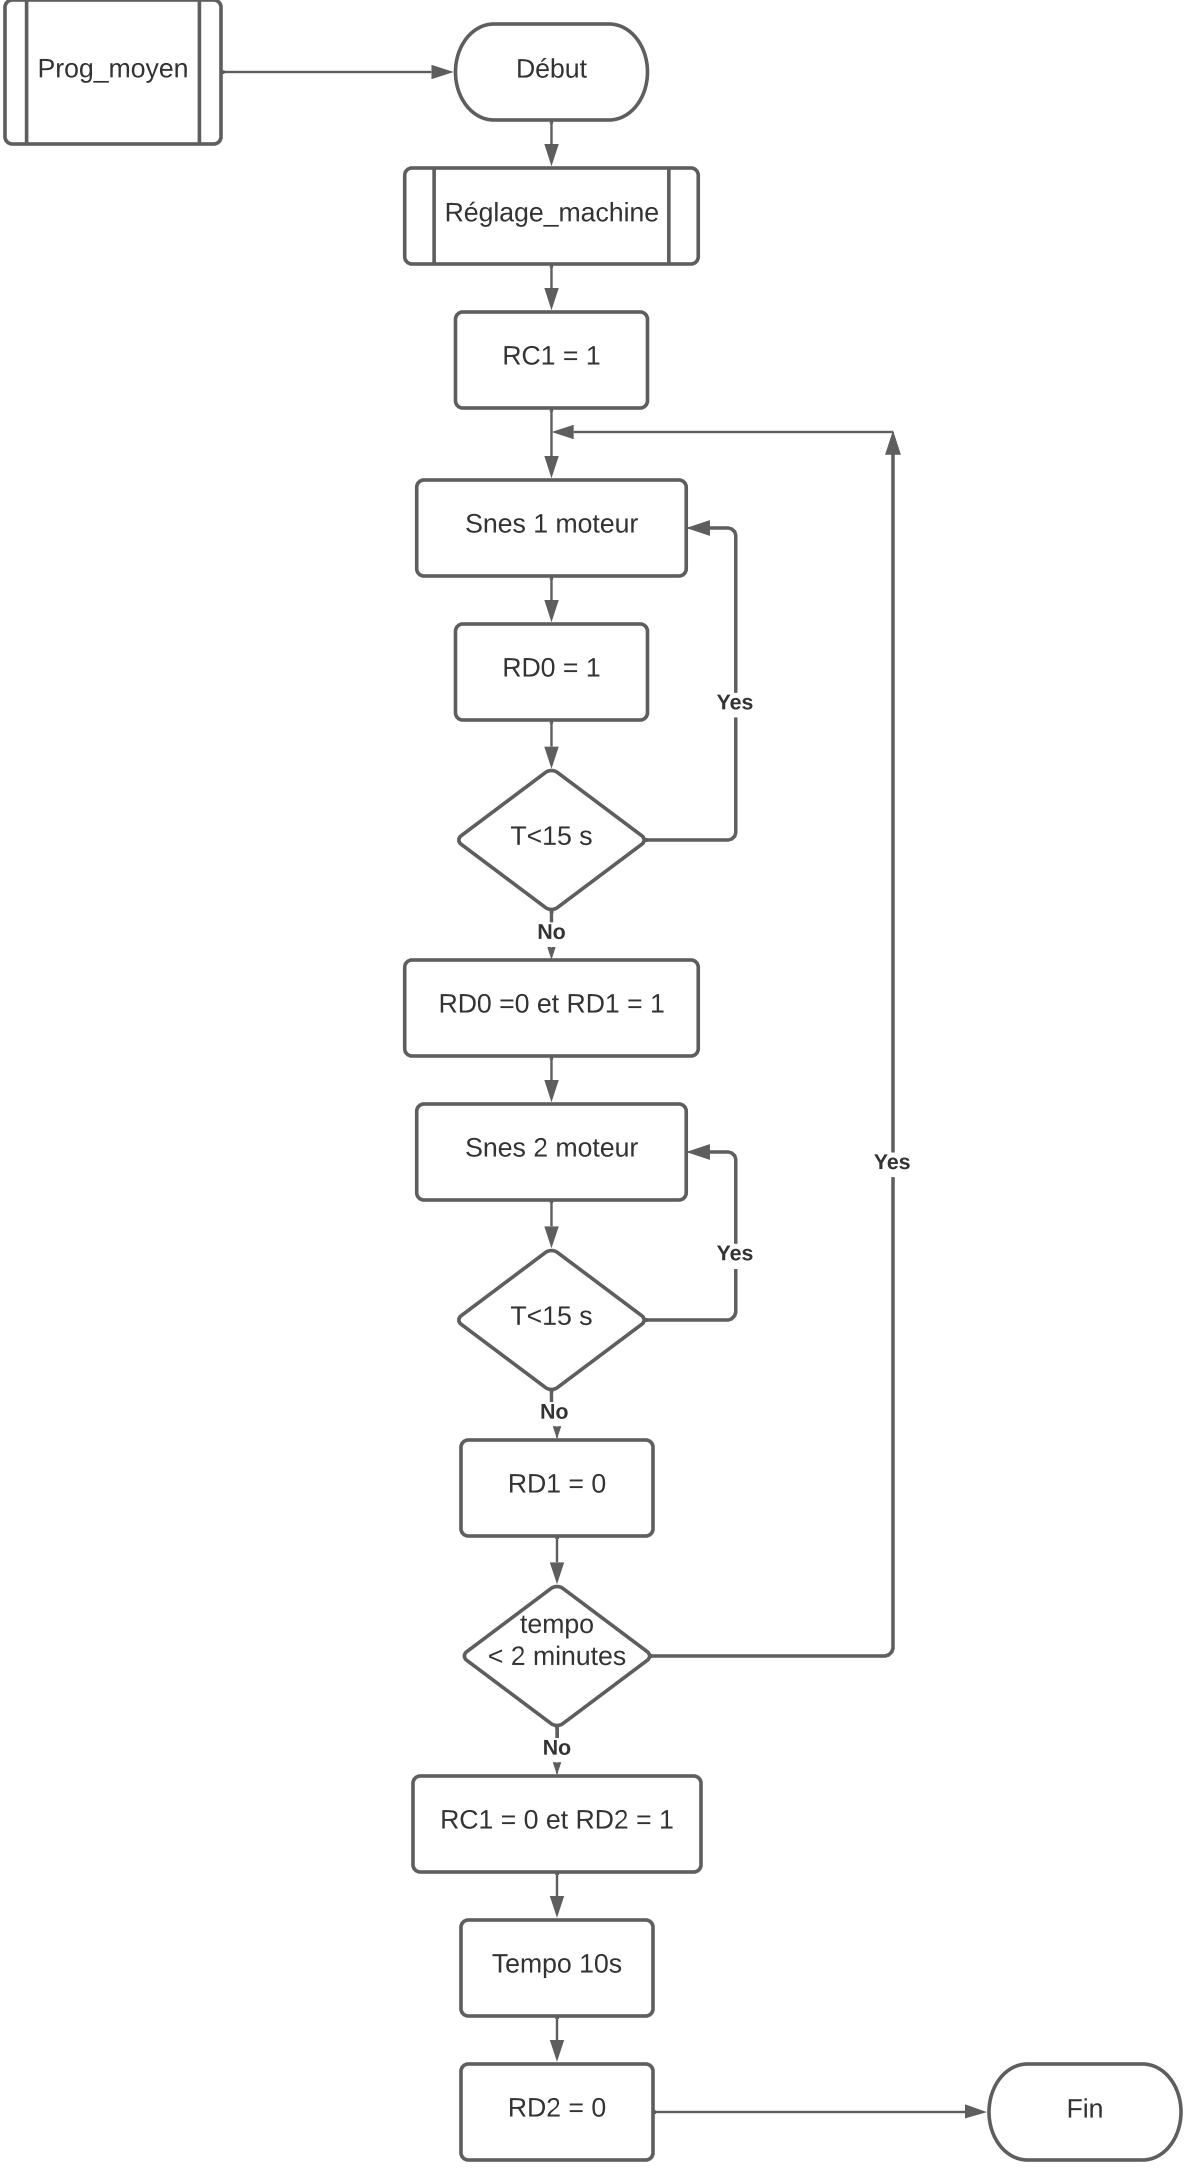 Prog_moyen
Début
Réglage_machine
RC1 = 1
Snes 1 moteur
RD0 = 1
Yes
T<15 s
No
RD0 =0 et RD1 = 1
Snes 2 moteur
Yes
Yes
T<15 s
No
RD1 = 0
tempo
< 2 minutes
No
RC1 = 0 et RD2 = 1
Tempo 10s
RD2 = 0
Fin